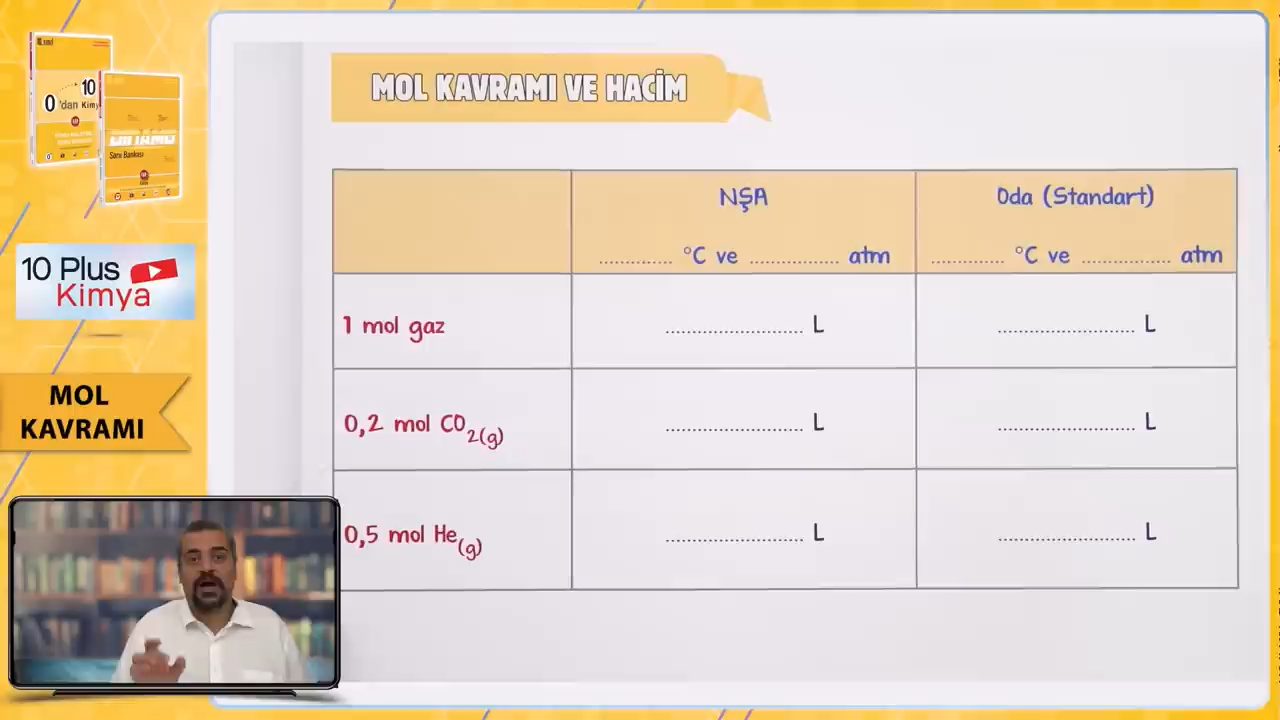 10
0 'dan Kimy
Soru Bankası
10 Plus
Kimya
MOL
KAVRAMI
MOL KAVRAMI VE HACİM
NŞA
Oda (Standart)
............ °C ve ............... atm
............ °C ve ............... atm
1 mol gaz
....................... L
....................... L
0,2 mol CO2(g)
....................... L
....................... L
0,5 mol He(g)
....................... L
....................... L